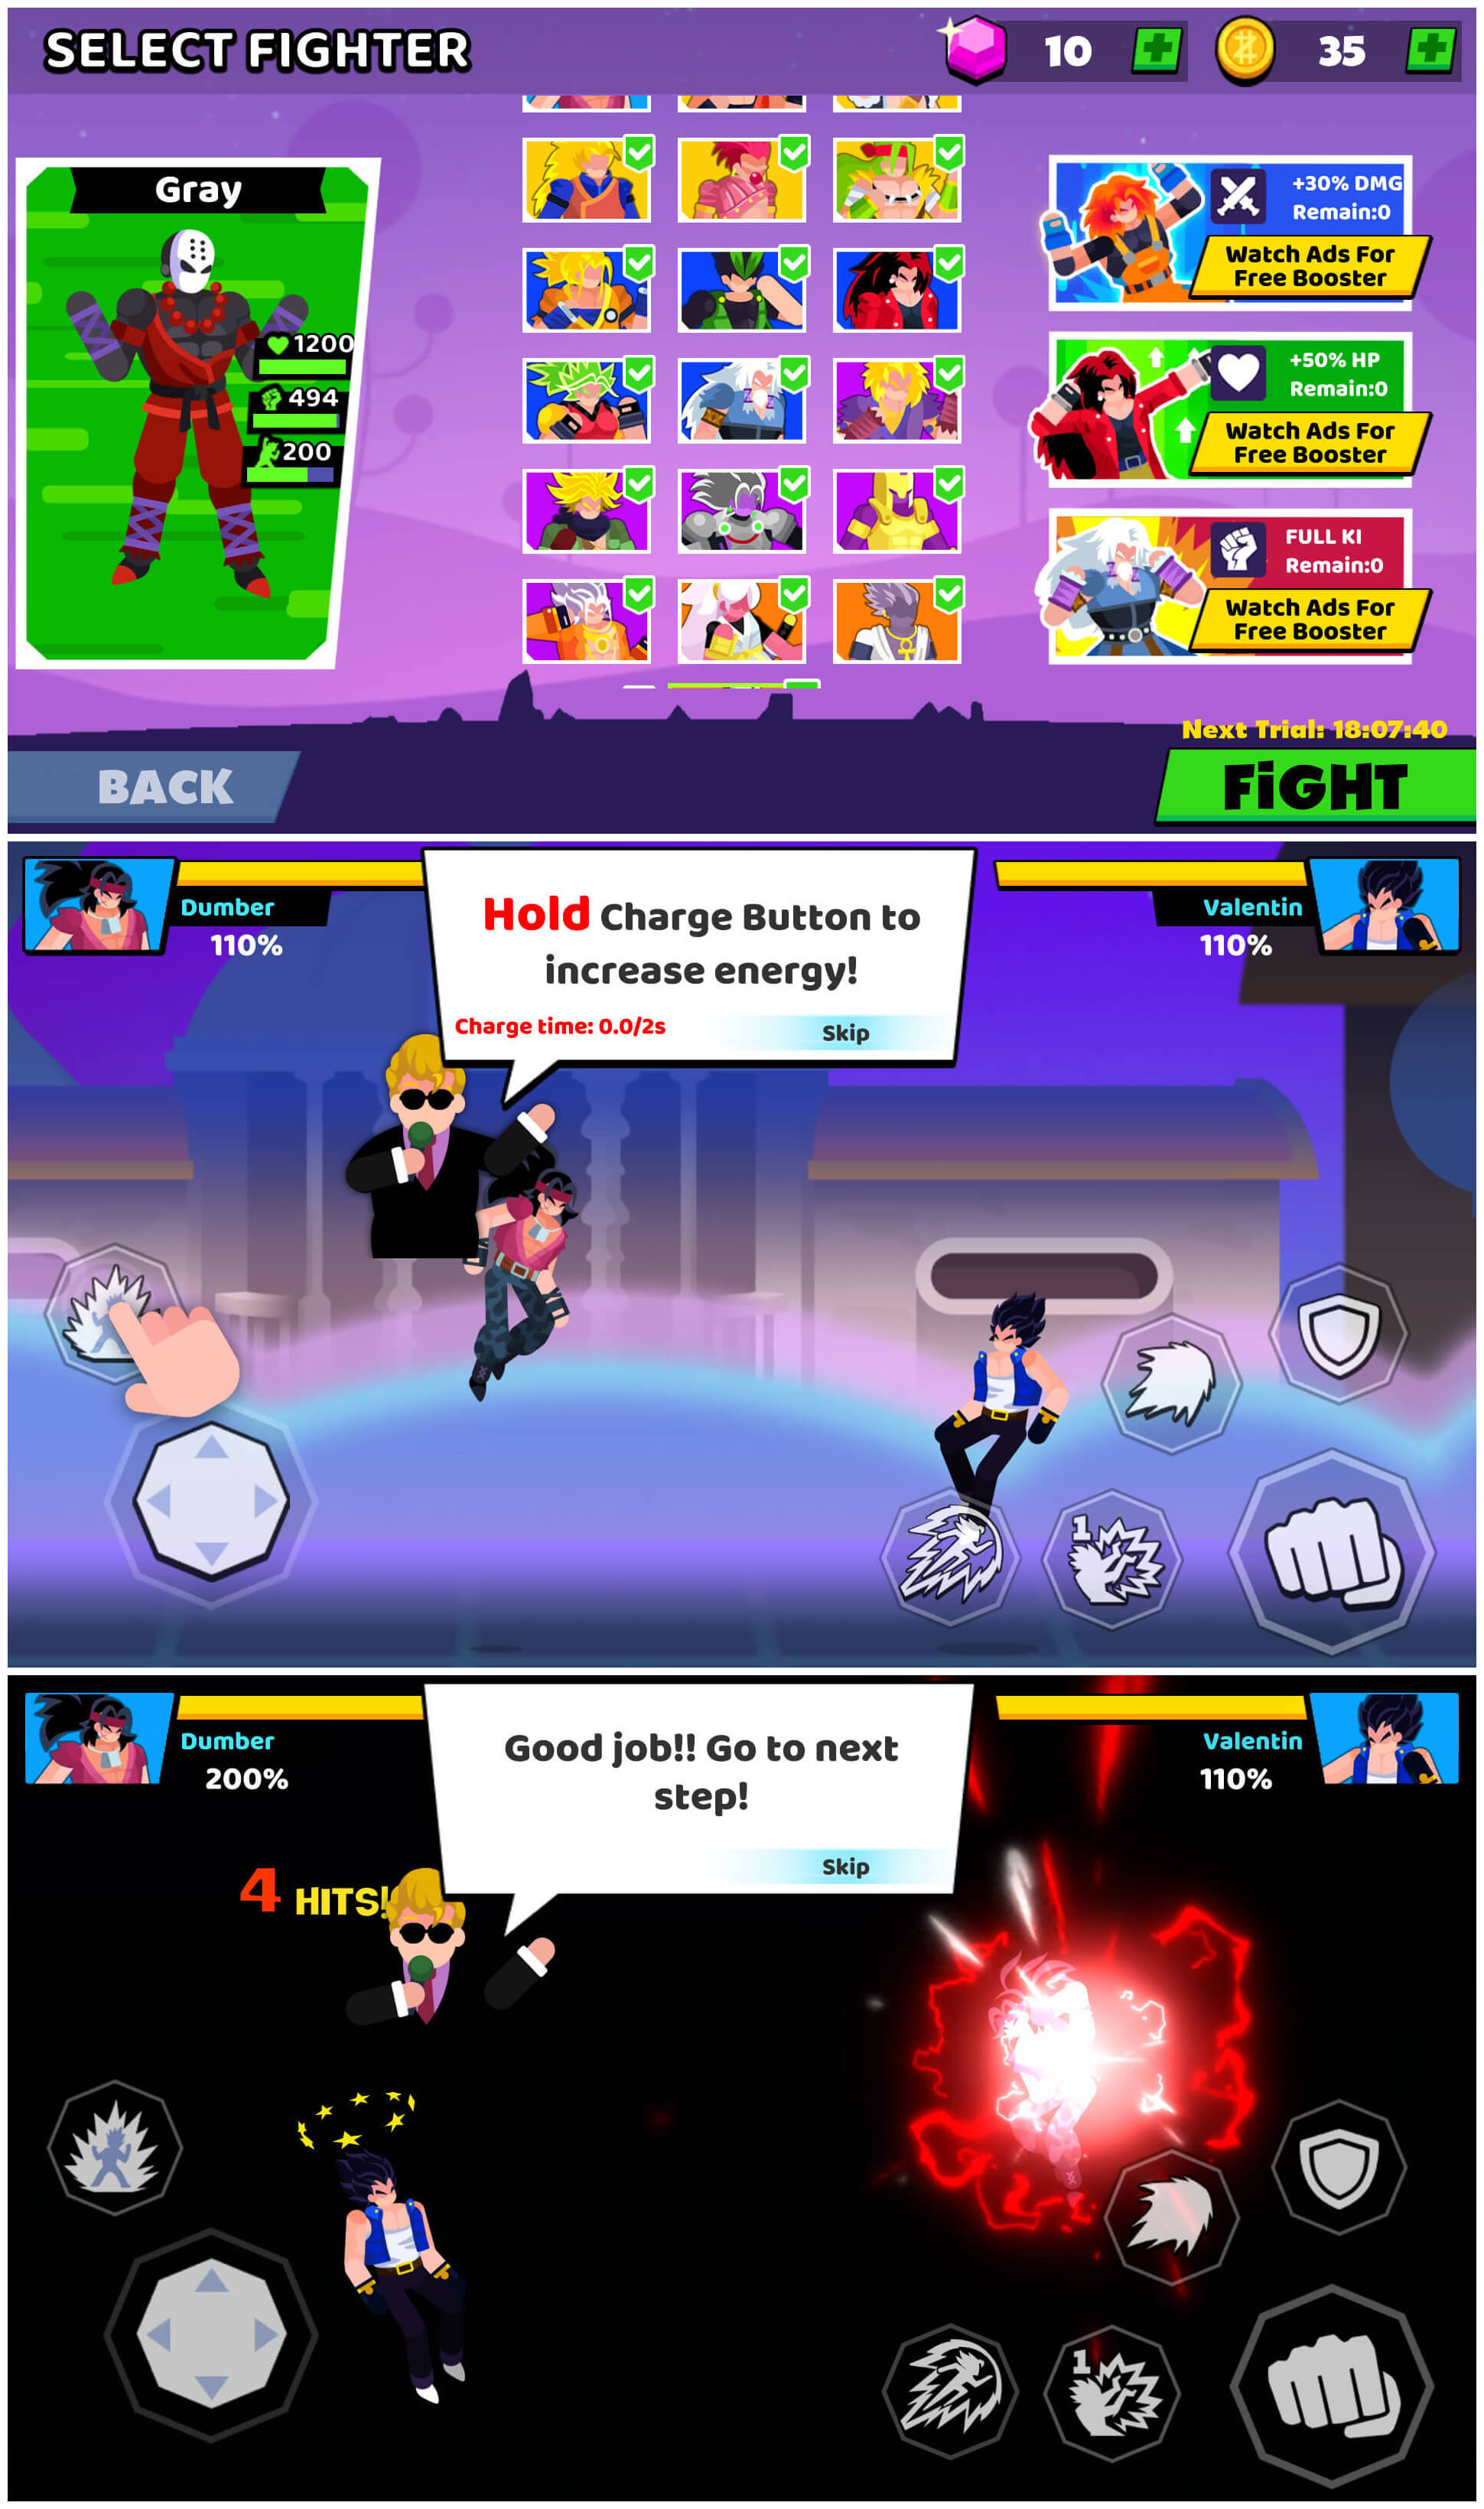 SELECT FIGHTER
10
35
Gray
1200
494
200
+30% DMG
Remain:0
Watch Ads For
Free Booster
+50% HP
Remain:0
Watch Ads For
Free Booster
FULL KI
Remain:0
Watch Ads For
Free Booster
Next Trial: 18:07:40
BACK
FiGHT
Dumber
110%
Hold Charge Button to
increase energy!
Charge time: 0.0/2s
Skip
Valentin
110%
1
Dumber
200%
Good job!! Go to next
step!
Skip
Valentin
110%
4 HITS!
1